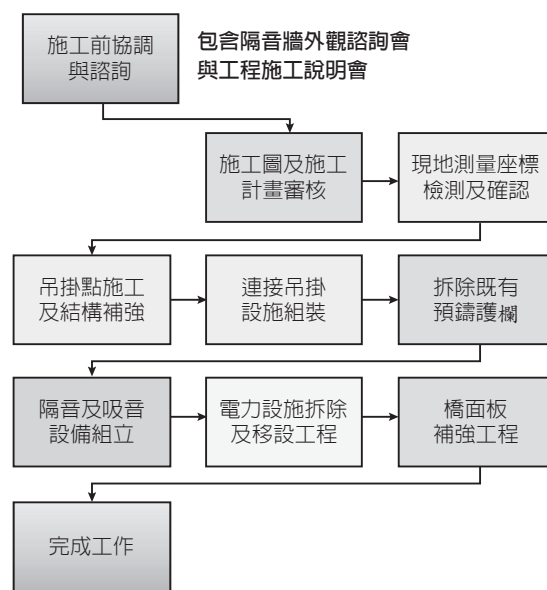 施工前協調
與諮詢
包含隔音牆外觀諮詢會
與工程施工說明會
施工圖及施工
計畫審核
現地測量座標
檢測及確認
吊掛點施工
及結構補強
連接吊掛
設施組裝
拆除既有
預鑄護欄
隔音及吸音
設備組立
電力設施拆除
及移設工程
橋面板
補強工程
完成工作